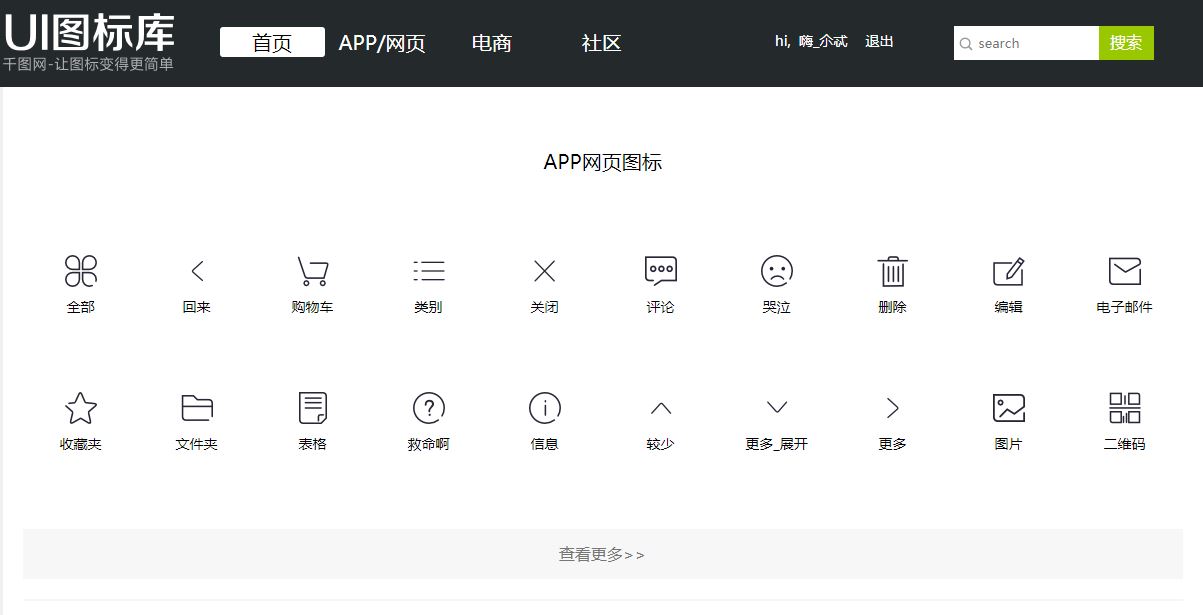 UI图标库
千图网-让图标变得更简单
首页 APP/网页 电商 社区 hi, 嗨_尒忒 退出 search 搜索
APP网页图标
全部 回来 购物车 类别 关闭 评论 哭泣 删除 编辑 电子邮件
收藏夹 文件夹 表格 救命啊 信息 较少 更多_展开 更多 图片 二维码
查看更多>>